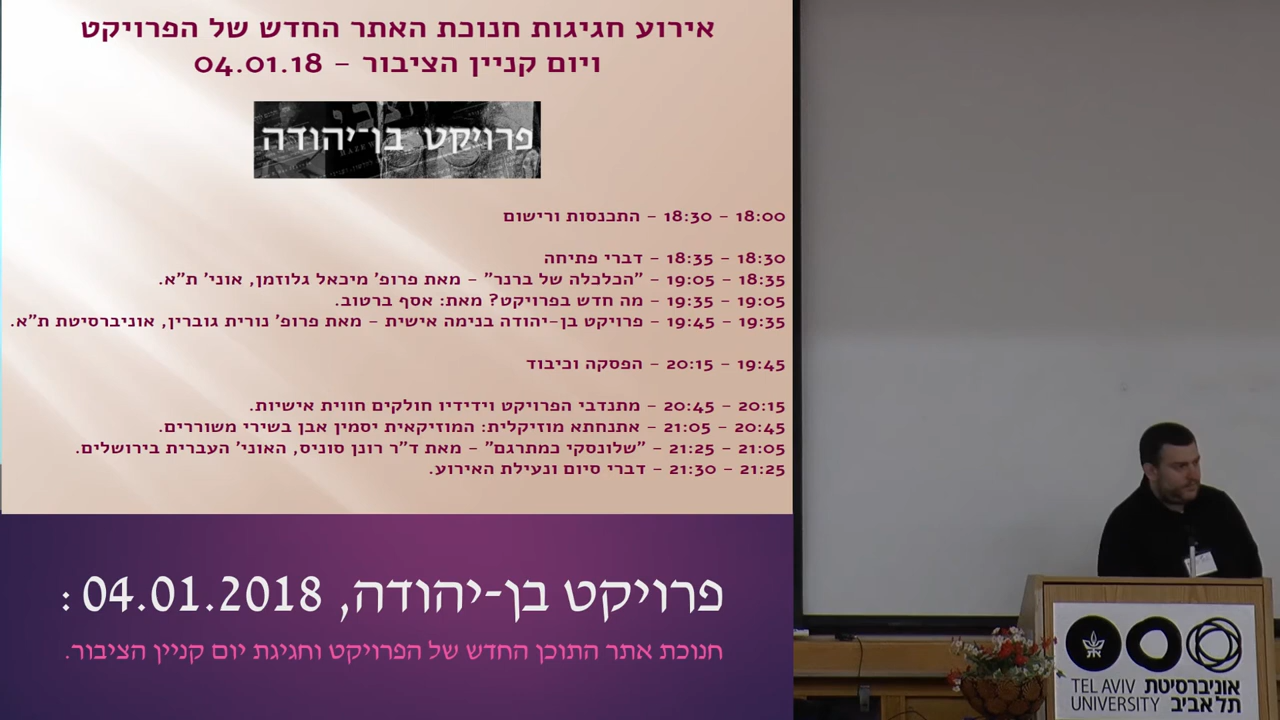 אירוע חגיגות חנוכת האתר החדש של הפרויקט
ויום קניין הציבור – 04.01.18
פרויקט בן־יהודה
18:00 – 18:30 – התכנסות ורישום
18:30 – 18:35 – דברי פתיחה
18:35 – 19:05 – "הכלכלה של ברנר" – מאת פרופ' מיכאל גלוזמן, אוני' ת"א.
19:05 – 19:35 – מה חדש בפרויקט? מאת: אסף ברטוב.
19:35 – 19:45 – פרויקט בן-יהודה בנימה אישית – מאת פרופ' נורית גוברין, אוניברסיטת ת"א.
19:45 – 20:15 – הפסקה וכיבוד
20:15 – 20:45 – מתנדבי הפרויקט וידידיו חולקים חווית אישיות.
20:45 – 21:05 – אתנחתא מוזיקלית: המוזיקאית יסמין אבן בשירי משוררים.
21:05 – 21:25 – "שלונסקי כמתרגם" – מאת ד"ר רונן סוניס, האוני' העברית בירושלים.
21:25 – 21:30 – דברי סיום ונעילת האירוע.
פרויקט בן-יהודה, 04.01.2018 :
חנוכת אתר התוכן החדש של הפרויקט וחגיגת יום קניין הציבור.
TEL AVIV אוניברסיטת
UNIVERSITY תל אביב